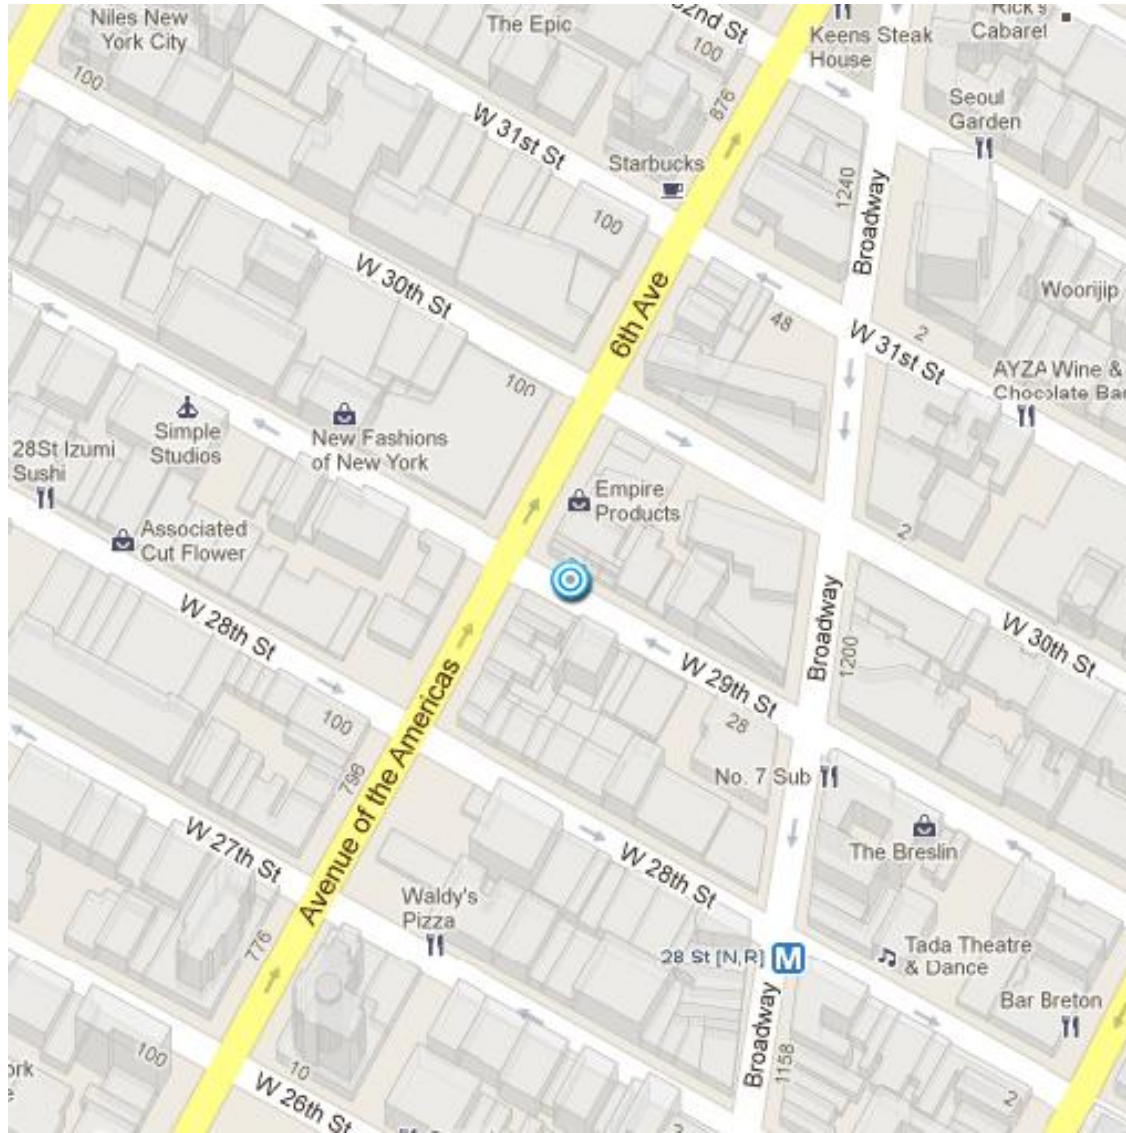 Niles New
York City
The Epic
32nd St
100
Keens Steak
House
Rick's
Cabaret
100
876
Seoul
Garden
W 31st St
Starbucks
1240
Broadway
100
W 30th St
6th Ave
Woorijip
48
2
W 31st St
AYZA Wine &
Chocolate Bar
100
Simple
Studios
New Fashions
of New York
28St Izumi
Sushi
Empire
Products
Associated
Cut Flower
2
W 28th St
Broadway
1200
W 30th St
W 29th St
100
28
796
Avenue of the Americas
No. 7 Sub
W 27th St
The Breslin
W 28th St
Waldy's
Pizza
776
28 St [N,R]
M
Tada Theatre
& Dance
Bar Breton
Broadway
1158
100
10
W 26th St
2
2